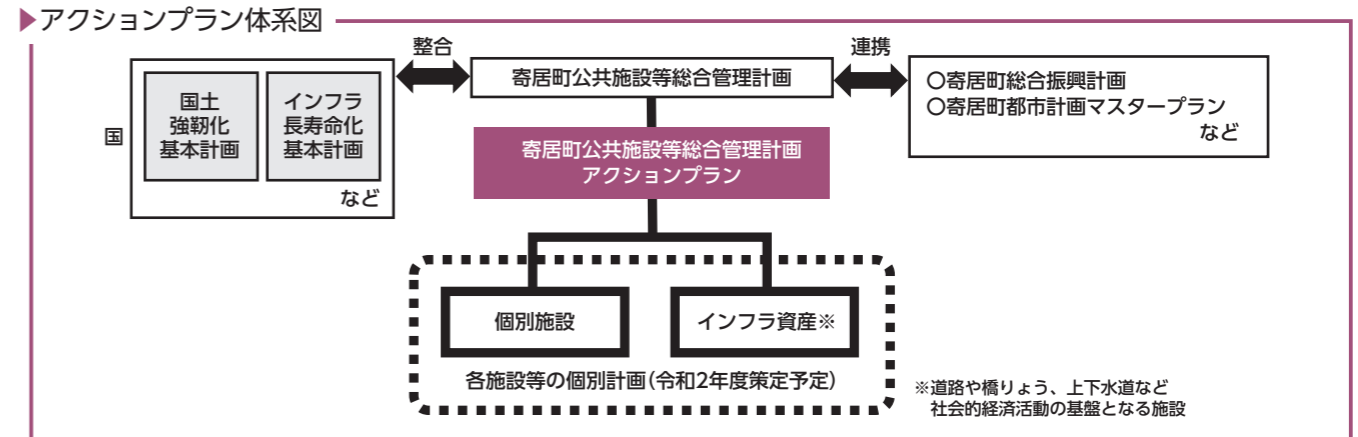 ▶アクションプラン体系図
整合
連携
国
国土
強靭化
基本計画
インフラ
長寿命化
基本計画
など
寄居町公共施設等総合管理計画
〇寄居町総合振興計画
〇寄居町都市計画マスタープラン
など
寄居町公共施設等総合管理計画
アクションプラン
個別施設
インフラ資産※
各施設等の個別計画(令和2年度策定予定)
※道路や橋りょう、上下水道など
社会的経済活動の基盤となる施設